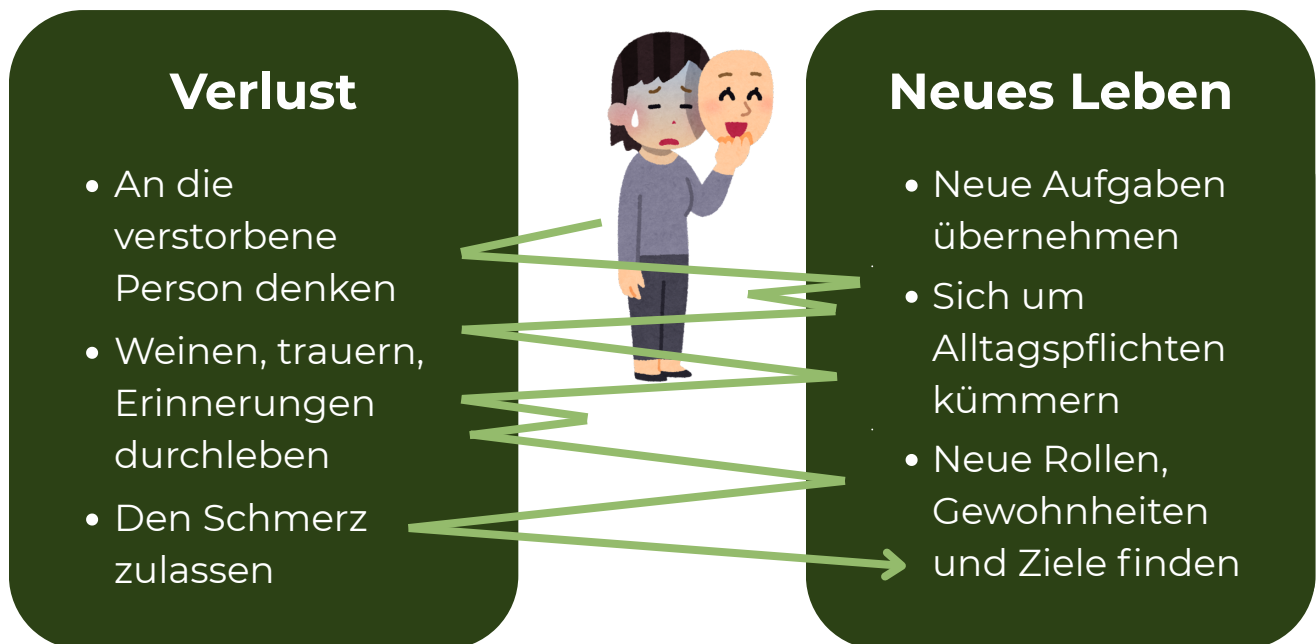 Verlust
• An die
verstorbene
Person denken
• Weinen, trauern,
Erinnerungen
durchleben
• Den Schmerz
zulassen
Neues Leben
• Neue Aufgaben
übernehmen
• Sich um
Alltagspflichten
kümmern
• Neue Rollen,
Gewohnheiten
und Ziele finden